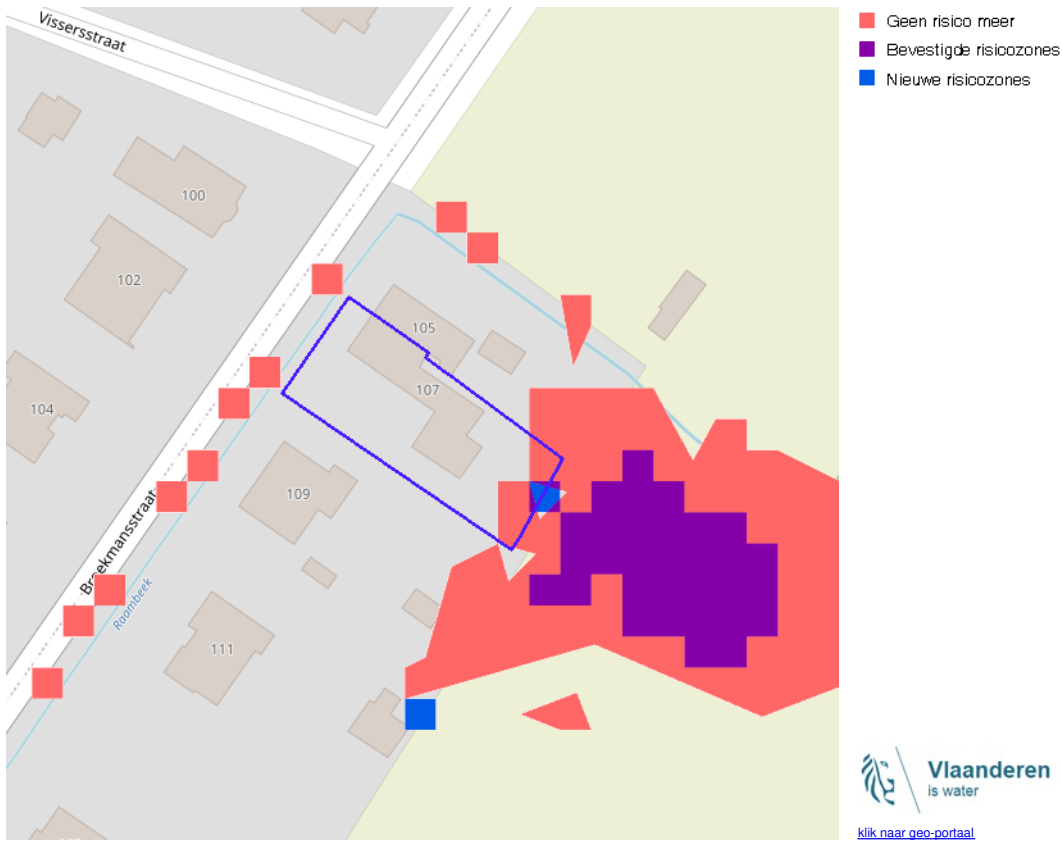 Vissersstraat
100
102
104
105
107
109
111
Broekmansstraat
Raambeek
Geen risico meer
Bevestigde risicozones
Nieuwe risicozones
Vlaanderen
is water
klik naar geo-portaal